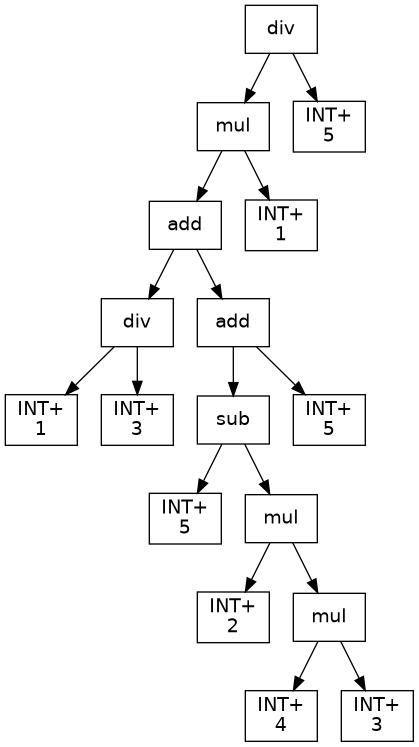 div
mul
INT+
5
add
INT+
1
div
add
INT+
1
INT+
3
sub
INT+
5
INT+
5
mul
INT+
2
mul
INT+
4
INT+
3